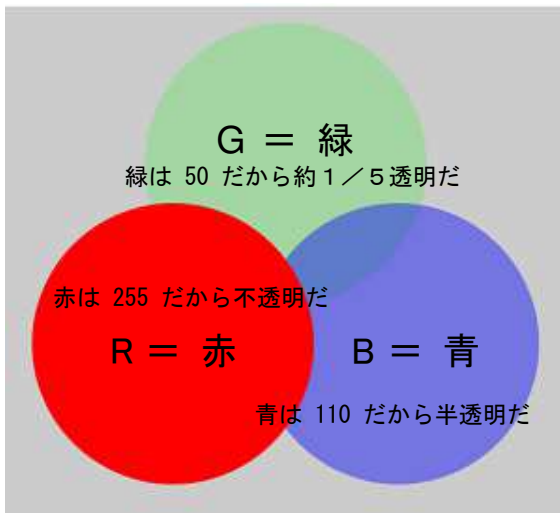 G = 緑
緑は 50 だから約1/5透明だ
赤は 255 だから不透明だ
R = 赤
B = 青
青は 110 だから半透明だ